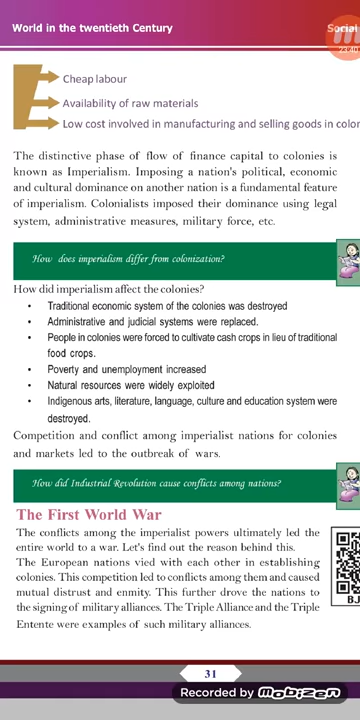 World in the twentieth Century
Social
23:40
Cheap labour
Availability of raw materials
Low cost involved in manufacturing and selling goods in color
The distinctive phase of flow of finance capital to colonies is
known as Imperialism. Imposing a nation's political, economic
and cultural dominance on another nation is a fundamental feature
of imperialism. Colonialists imposed their dominance using legal
system, administrative measures, military force, etc.
How does imperialism differ from colonization?
How did imperialism affect the colonies?
• Traditional economic system of the colonies was destroyed
• Administrative and judicial systems were replaced.
• People in colonies were forced to cultivate cash crops in lieu of traditional
food crops.
• Poverty and unemployment increased
• Natural resources were widely exploited
• Indigenous arts, literature, language, culture and education system were
destroyed.
Competition and conflict among imperialist nations for colonies
and markets led to the outbreak of wars.
How did Industrial Revolution cause conflicts among nations?
The First World War
The conflicts among the imperialist powers ultimately led the
entire world to a war. Let's find out the reason behind this.
The European nations vied with each other in establishing
colonies. This competition led to conflicts among them and caused
mutual distrust and enmity. This further drove the nations to
the signing of military alliances. The Triple Alliance and the Triple
Entente were examples of such military alliances.
BJ
31
Recorded by Mobizen